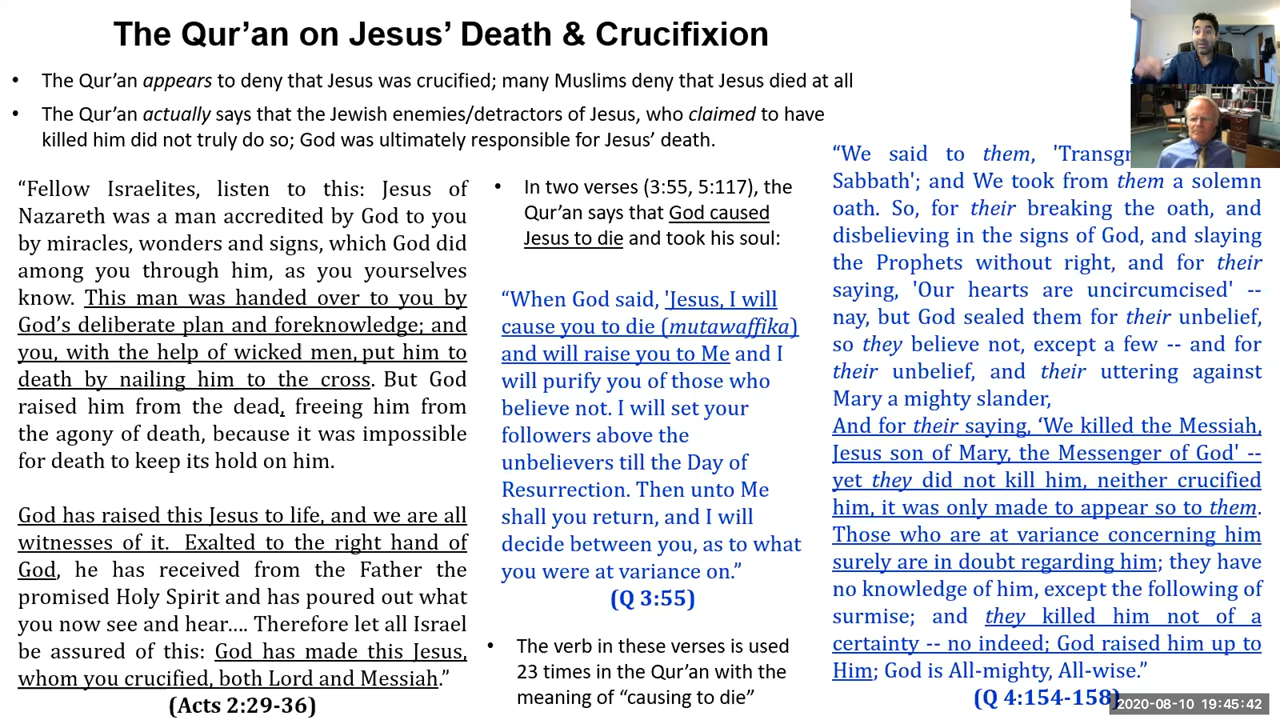 The Qur’an on Jesus’ Death & Crucifixion
• The Qur’an appears to deny that Jesus was crucified; many Muslims deny that Jesus died at all
• The Qur’an actually says that the Jewish enemies/detractors of Jesus, who claimed to have
killed him did not truly do so; God was ultimately responsible for Jesus’ death.
“Fellow Israelites, listen to this: Jesus of
Nazareth was a man accredited by God to you
by miracles, wonders and signs, which God did
among you through him, as you yourselves
know. This man was handed over to you by
God’s deliberate plan and foreknowledge; and
you, with the help of wicked men, put him to
death by nailing him to the cross. But God
raised him from the dead, freeing him from
the agony of death, because it was impossible
for death to keep its hold on him.
God has raised this Jesus to life, and we are all
witnesses of it. Exalted to the right hand of
God, he has received from the Father the
promised Holy Spirit and has poured out what
you now see and hear.... Therefore let all Israel
be assured of this: God has made this Jesus,
whom you crucified, both Lord and Messiah.”
(Acts 2:29-36)
• In two verses (3:55, 5:117), the
Qur’an says that God caused
Jesus to die and took his soul:
“When God said, 'Jesus, I will
cause you to die (mutawaffika)
and will raise you to Me and I
will purify you of those who
believe not. I will set your
followers above the
unbelievers till the Day of
Resurrection. Then unto Me
shall you return, and I will
decide between you, as to what
you were at variance on.”
(Q 3:55)
• The verb in these verses is used
23 times in the Qur’an with the
meaning of “causing to die”
“We said to them,
Sabbath'; and We took from them a solemn
oath. So, for their breaking the oath, and
disbelieving in the signs of God, and slaying
the Prophets without right, and for their
saying, 'Our hearts are uncircumcised' --
nay, but God sealed them for their unbelief,
so they believe not, except a few -- and for
their unbelief, and their uttering against
Mary a mighty slander,
And for their saying, ‘We killed the Messiah,
Jesus son of Mary, the Messenger of God' --
yet they did not kill him, neither crucified
him, it was only made to appear so to them.
Those who are at variance concerning him
surely are in doubt regarding him; they have
no knowledge of him, except the following of
surmise; and they killed him not of a
certainty -- no indeed; God raised him up to
Him; God is All-mighty, All-wise.”
(Q 4:154-158)
2020-08-10 19:45:42